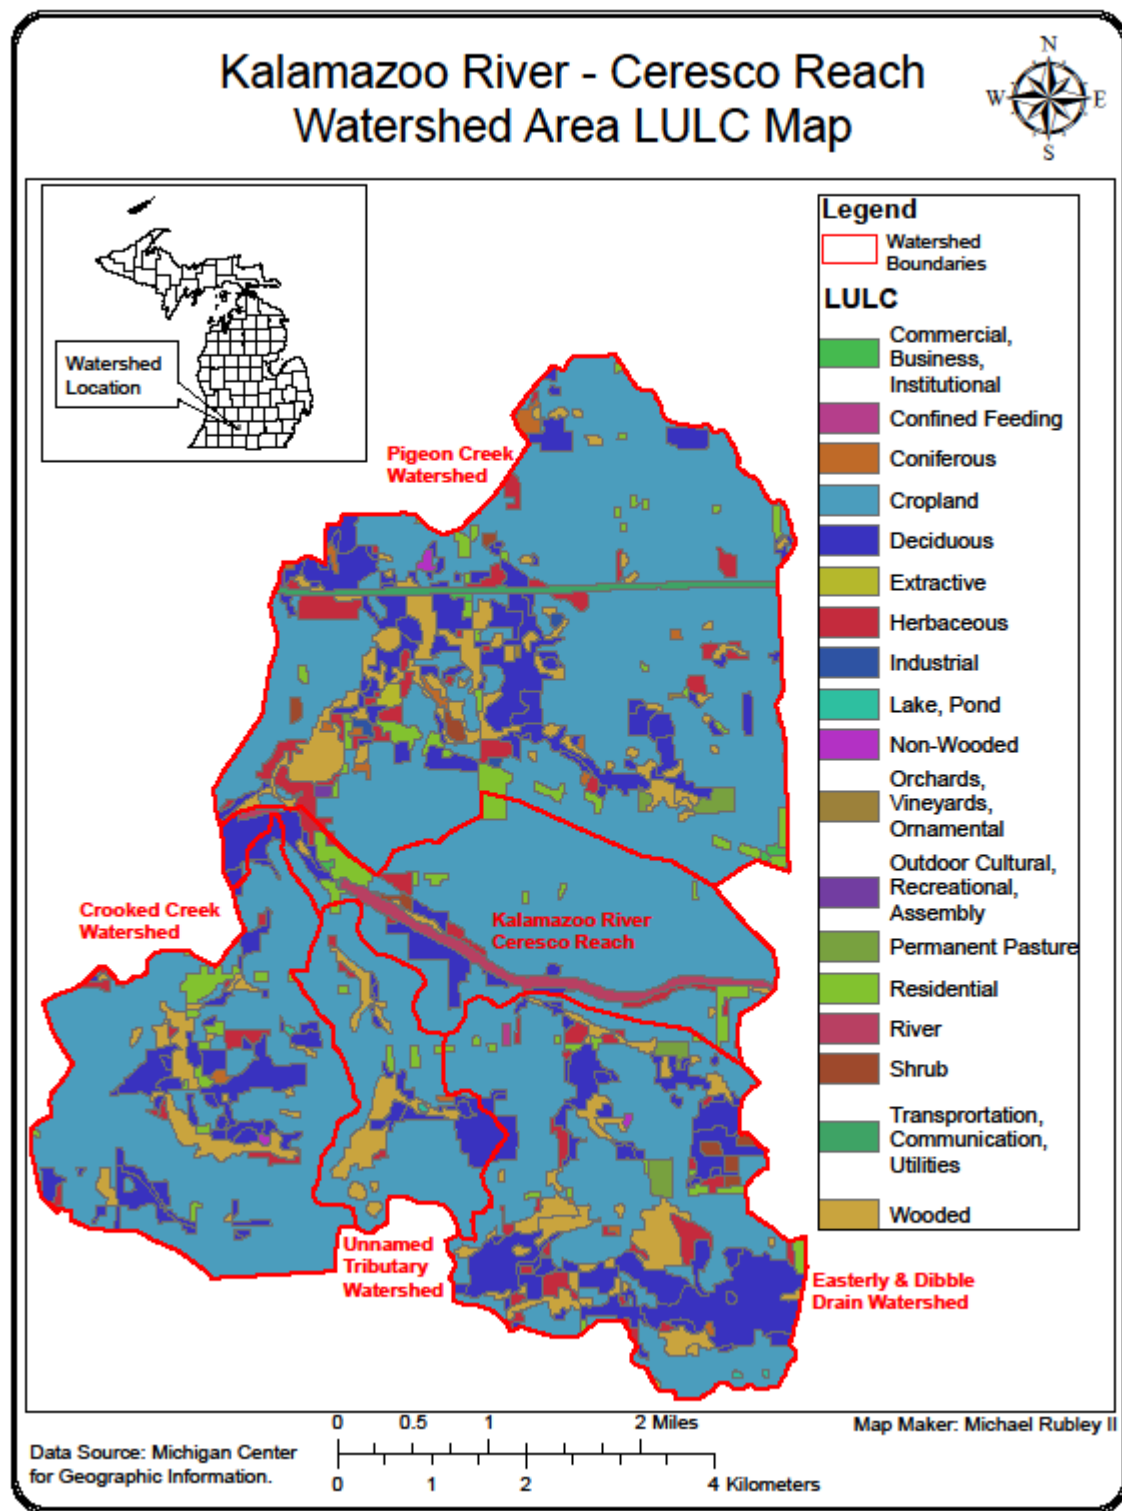 Kalamazoo River - Ceresco Reach
Watershed Area LULC Map
N
W
E
S
Watershed
Location
Legend
Watershed
Boundaries
LULC
Commercial,
Business,
Institutional
Confined Feeding
Coniferous
Cropland
Deciduous
Extractive
Herbaceous
Industrial
Lake, Pond
Non-Wooded
Orchards,
Vineyards,
Ornamental
Outdoor Cultural,
Recreational,
Assembly
Permanent Pasture
Residential
River
Shrub
Transprortation,
Communication,
Utilities
Wooded
Pigeon Creek
Watershed
Crooked Creek
Watershed
Kalamazoo River
Ceresco Reach
Unnamed
Tributary
Watershed
Easterly & Dibble
Drain Watershed
Data Source: Michigan Center
for Geographic Information.
0 0.5 1 2 Miles
0 1 2 4 Kilometers
Map Maker: Michael Rubley II